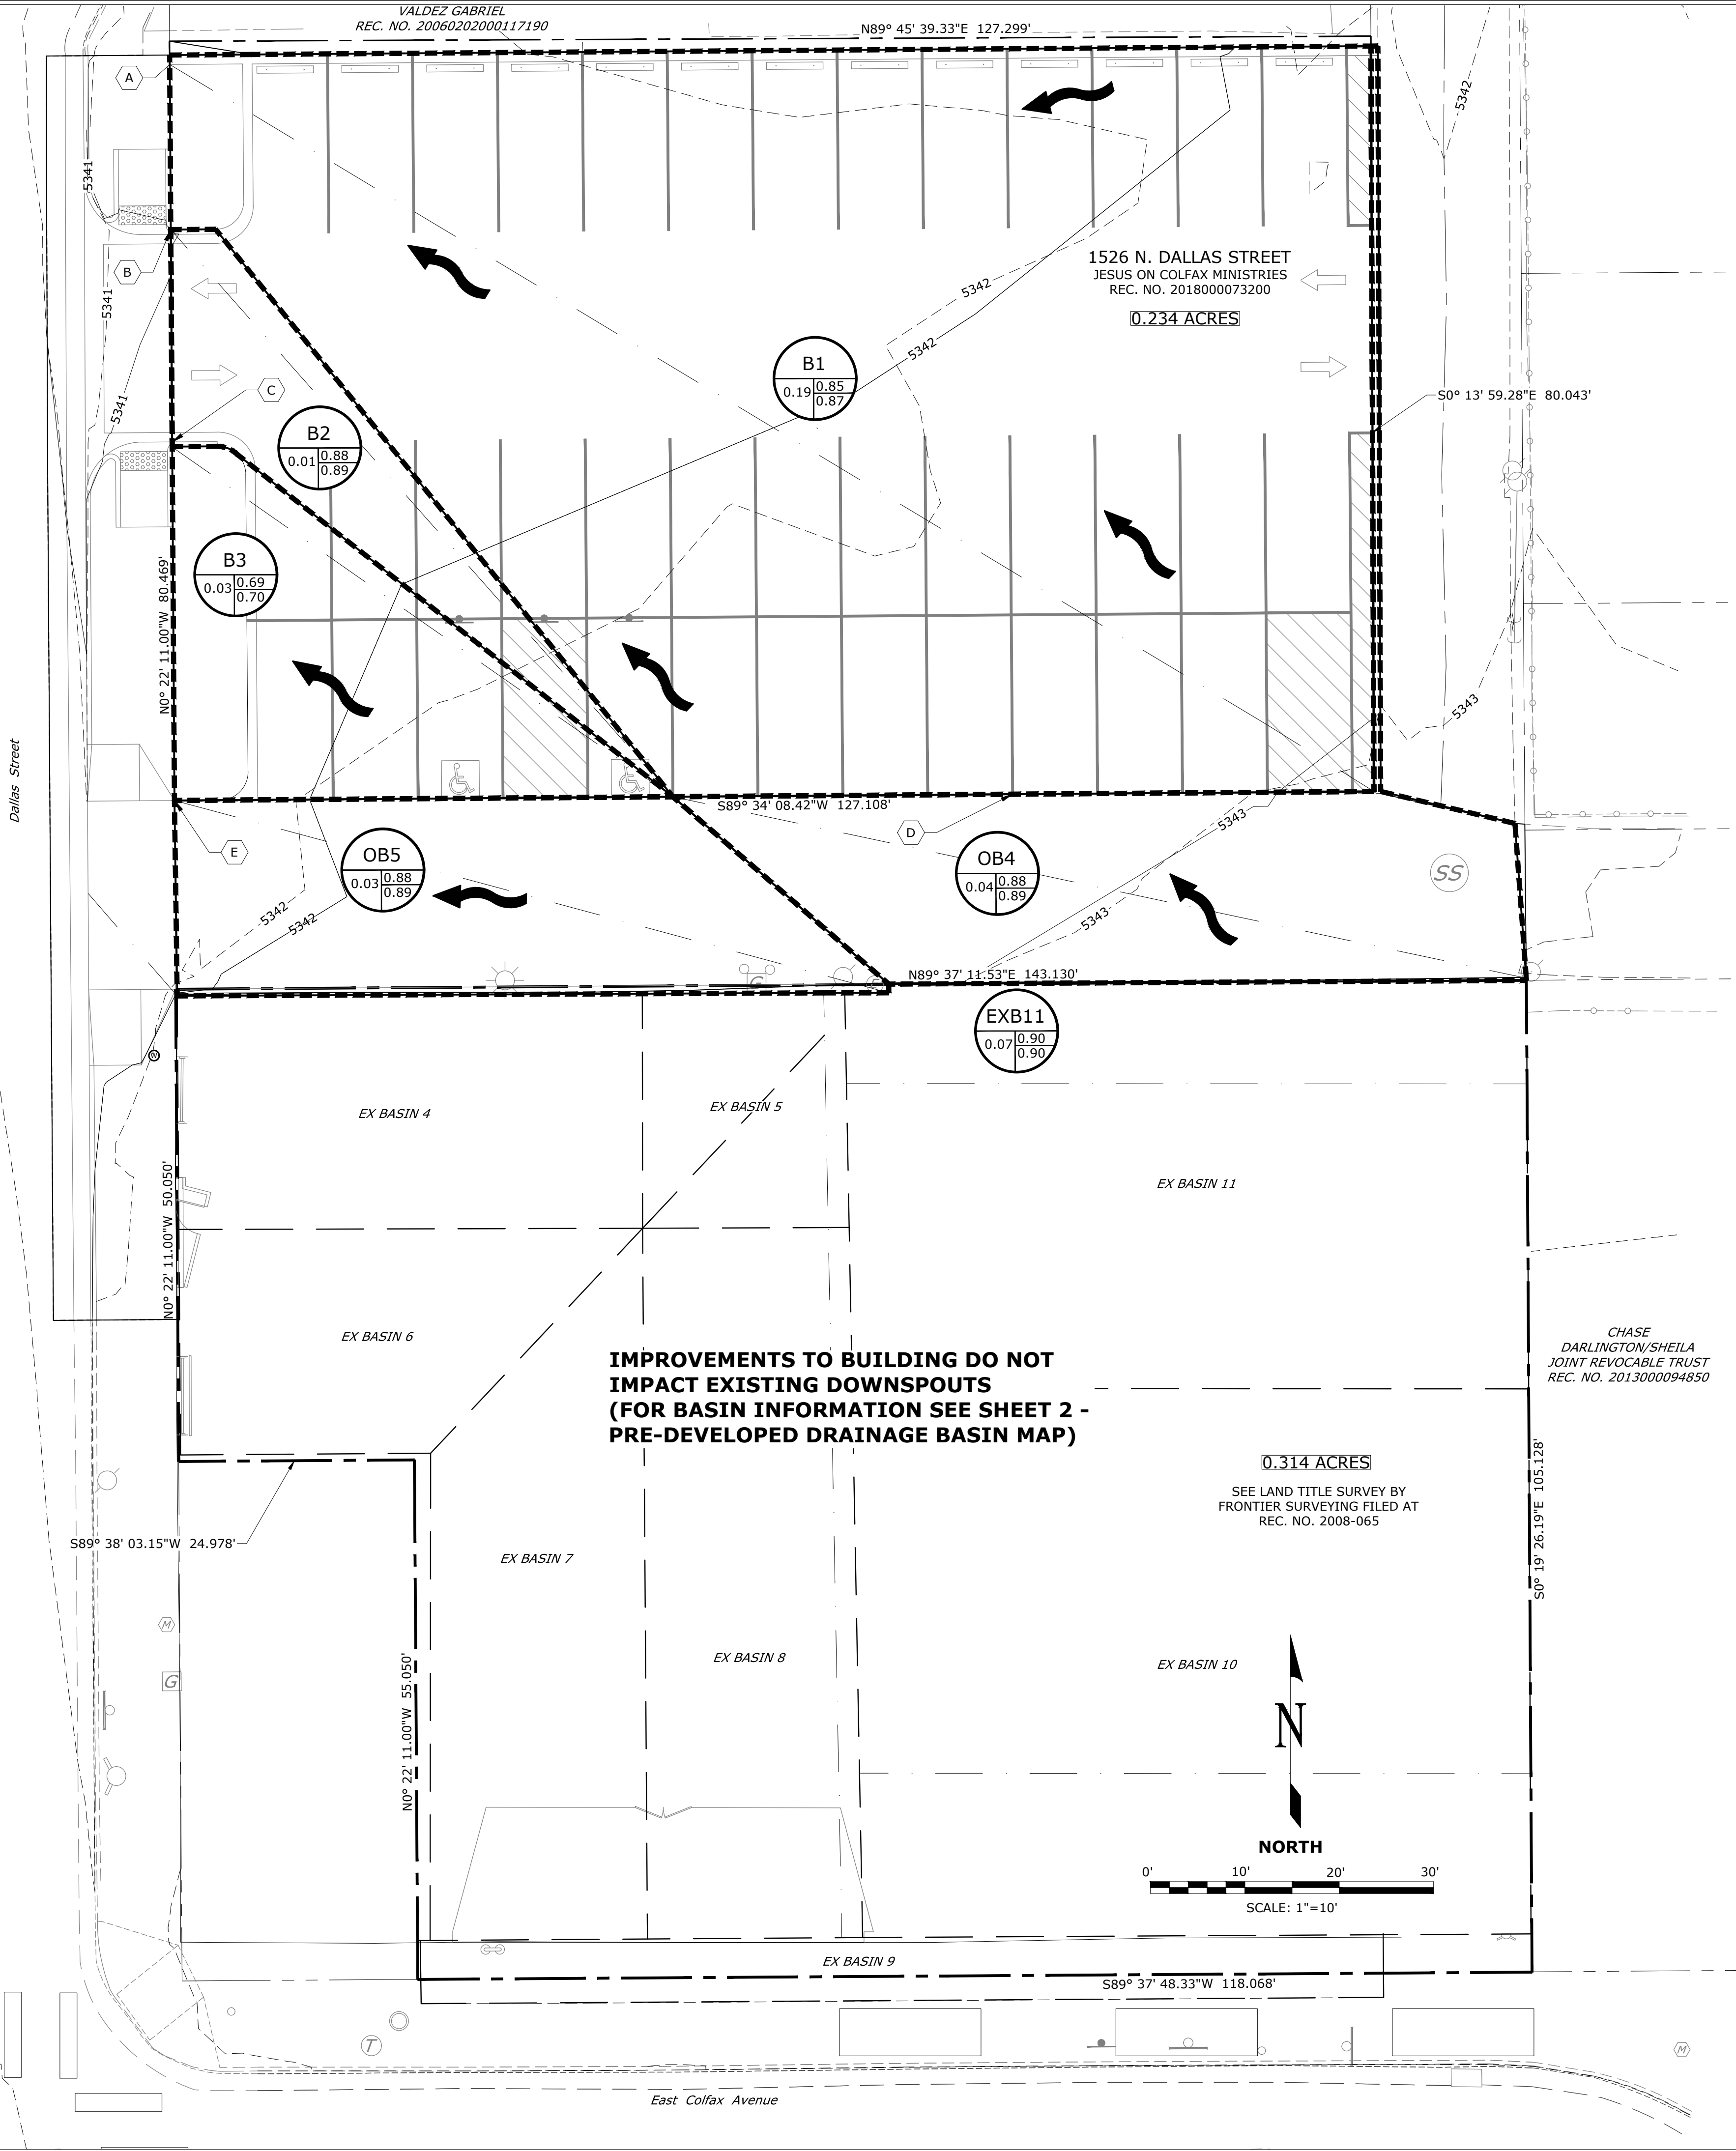 VALDEZ GABRIEL
REC. NO. 20060202000117190
N89° 45' 39.33"E 127.299'
A
5341
5342
B
5341
1526 N. DALLAS STREET
JESUS ON COLFAX MINISTRIES
REC. NO. 2018000073200
0.234 ACRES
5342
5342
B1
0.19
0.85
0.87
C
5341
S0° 13' 59.28"E 80.043'
B2
0.01
0.88
0.89
B3
0.03
0.69
0.70
N0° 22' 11.00"W 80.469'
5343
Dallas Street
S89° 34' 08.42"W 127.108'
D
E
5343
OB5
0.03
0.88
0.89
OB4
0.04
0.88
0.89
SS
5342
5342
5343
G
N89° 37' 11.53"E 143.130'
EXB11
0.07
0.90
0.90
W
EX BASIN 4
EX BASIN 5
EX BASIN 11
N0° 22' 11.00"W 50.050'
EX BASIN 6
CHASE
DARLINGTON/SHEILA
JOINT REVOCABLE TRUST
REC. NO. 2013000094850
IMPROVEMENTS TO BUILDING DO NOT
IMPACT EXISTING DOWNSPOUTS
(FOR BASIN INFORMATION SEE SHEET 2 -
PRE-DEVELOPED DRAINAGE BASIN MAP)
0.314 ACRES
SEE LAND TITLE SURVEY BY
FRONTIER SURVEYING FILED AT
REC. NO. 2008-065
S0° 19' 26.19"E 105.128'
S89° 38' 03.15"W 24.978'
EX BASIN 7
M
G
N0° 22' 11.00"W 55.050'
EX BASIN 8
EX BASIN 10
N
NORTH
0' 10' 20' 30'
SCALE: 1"=10'
EX BASIN 9
S89° 37' 48.33"W 118.068'
T
M
East Colfax Avenue